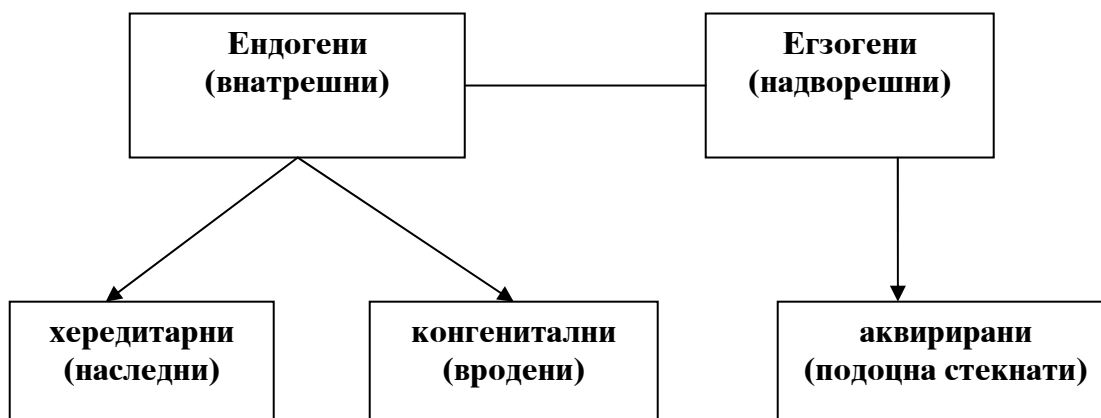 Ендогени
(внатрешни)
Егзогени
(надворешни)
хередитарни
(наследни)
конгенитални
(вродени)
аквирирани
(подоцна стекнати)